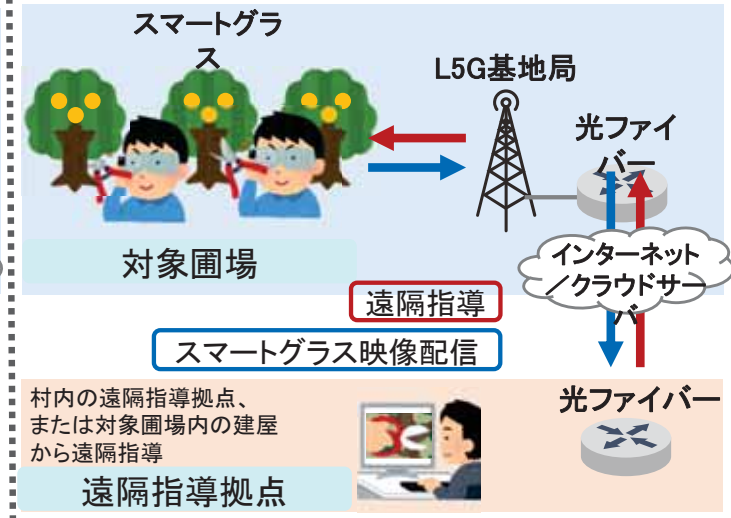 スマートグラ
ス
L5G基地局
光ファイ
バー
対象圃場
インターネット
／クラウドサー
バ
遠隔指導
スマートグラス映像配信
村内の遠隔指導拠点、
または対象圃場内の建屋
から遠隔指導
光ファイバー
遠隔指導拠点